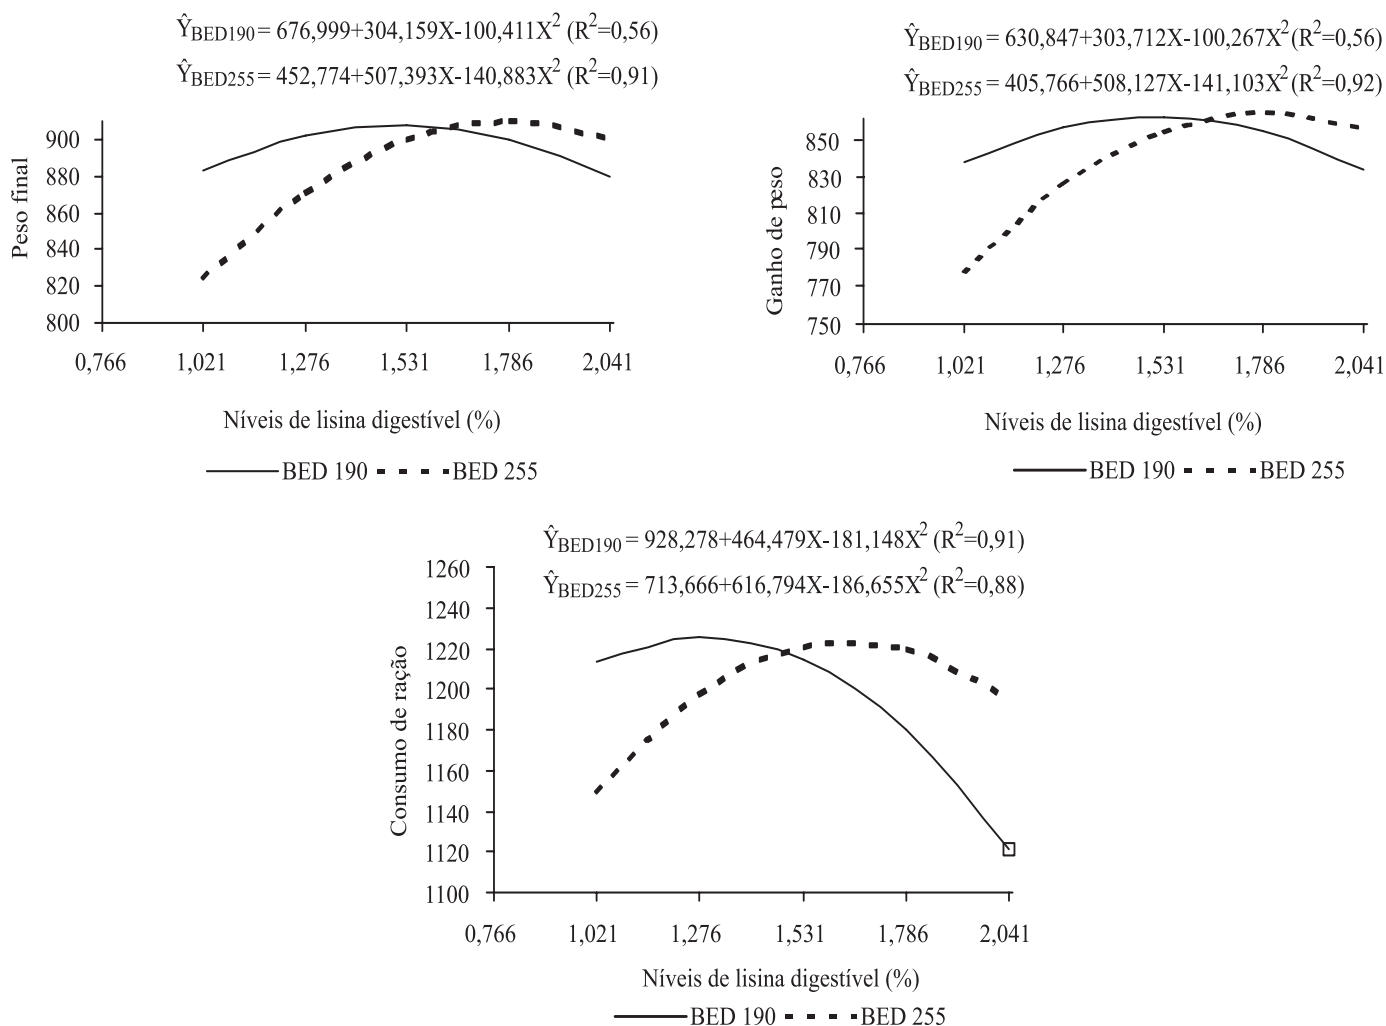 Ŷ_BED190 = 676,999+304,159X-100,411X² (R²=0,56)
Ŷ_BED255 = 452,774+507,393X-140,883X² (R²=0,91)
Peso final
900
880
860
840
820
800
0,766 1,021 1,276 1,531 1,786 2,041
Níveis de lisina digestível (%)
BED 190 BED 255
Ŷ_BED190 = 630,847+303,712X-100,267X² (R²=0,56)
Ŷ_BED255 = 405,766+508,127X-141,103X² (R²=0,92)
Ganho de peso
850
830
810
790
770
750
0,766 1,021 1,276 1,531 1,786 2,041
Níveis de lisina digestível (%)
BED 190 BED 255
Ŷ_BED190 = 928,278+464,479X-181,148X² (R²=0,91)
Ŷ_BED255 = 713,666+616,794X-186,655X² (R²=0,88)
Consumo de ração
1260
1240
1220
1200
1180
1160
1140
1120
1100
0,766 1,021 1,276 1,531 1,786 2,041
Níveis de lisina digestível (%)
BED 190 BED 255